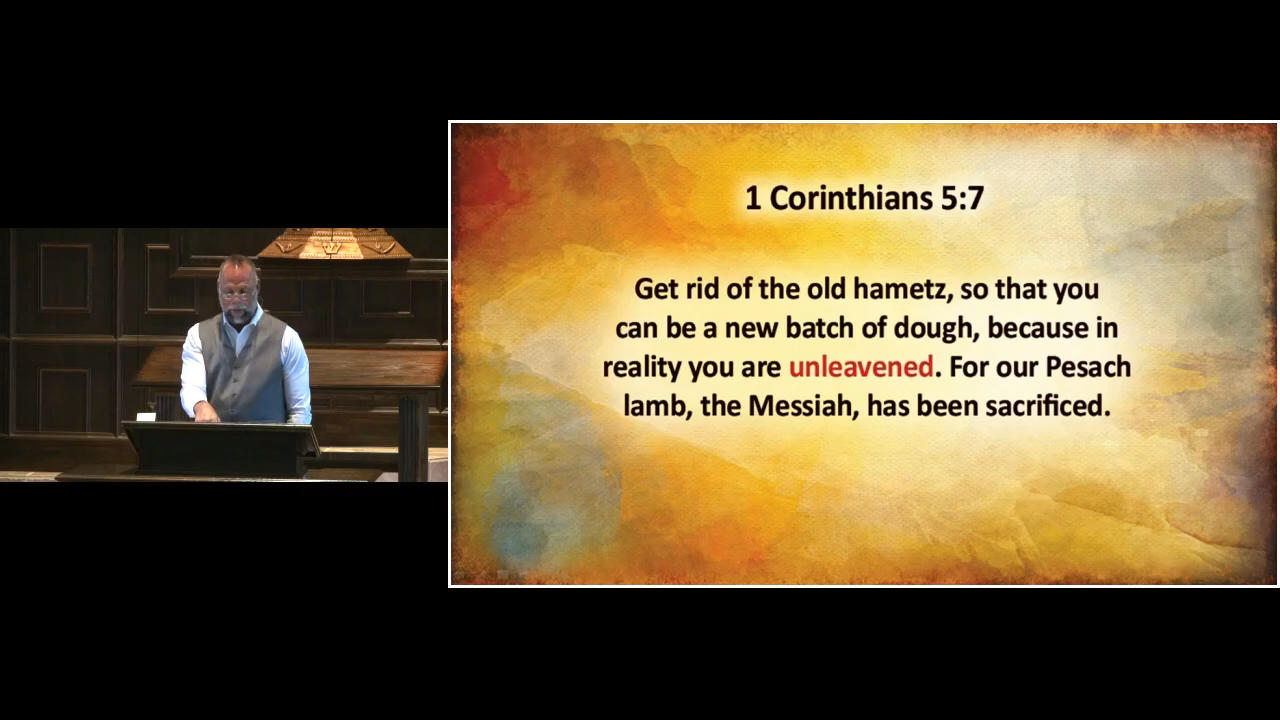 1 Corinthians 5:7
Get rid of the old hametz, so that you
can be a new batch of dough, because in
reality you are unleavened. For our Pesach
lamb, the Messiah, has been sacrificed.